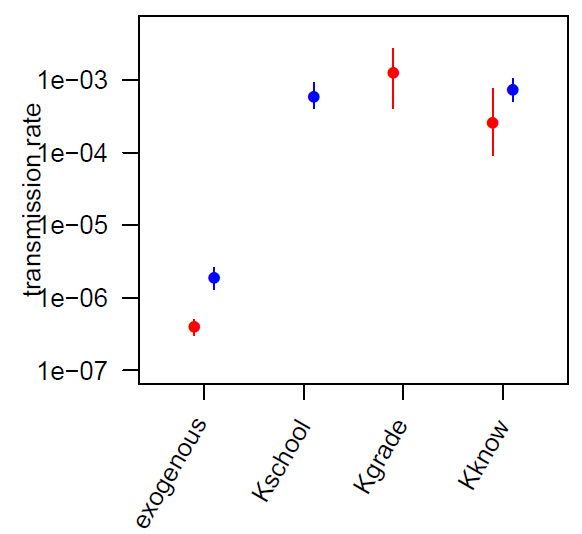 transmission rate
1e−03
1e−04
1e−05
1e−06
1e−07
exogenous
Kschool
Kgrade
Kknow